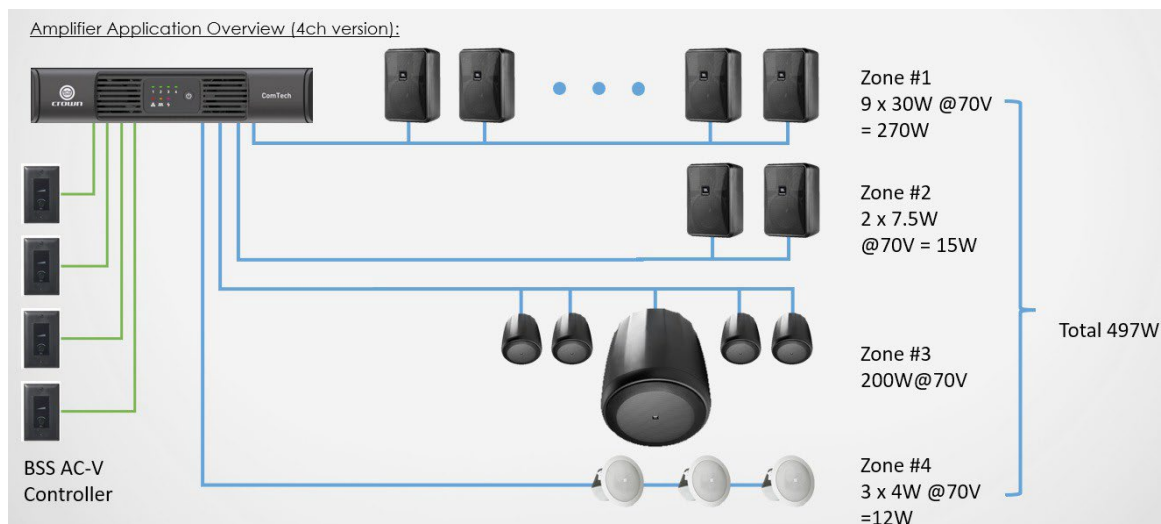 Amplifier Application Overview (4ch version):
crown
ComTech
Zone #1
9 x 30W @70V
= 270W
Zone #2
2 x 7.5W
@70V = 15W
Total 497W
Zone #3
200W@70V
BSS AC-V
Controller
Zone #4
3 x 4W @70V
=12W